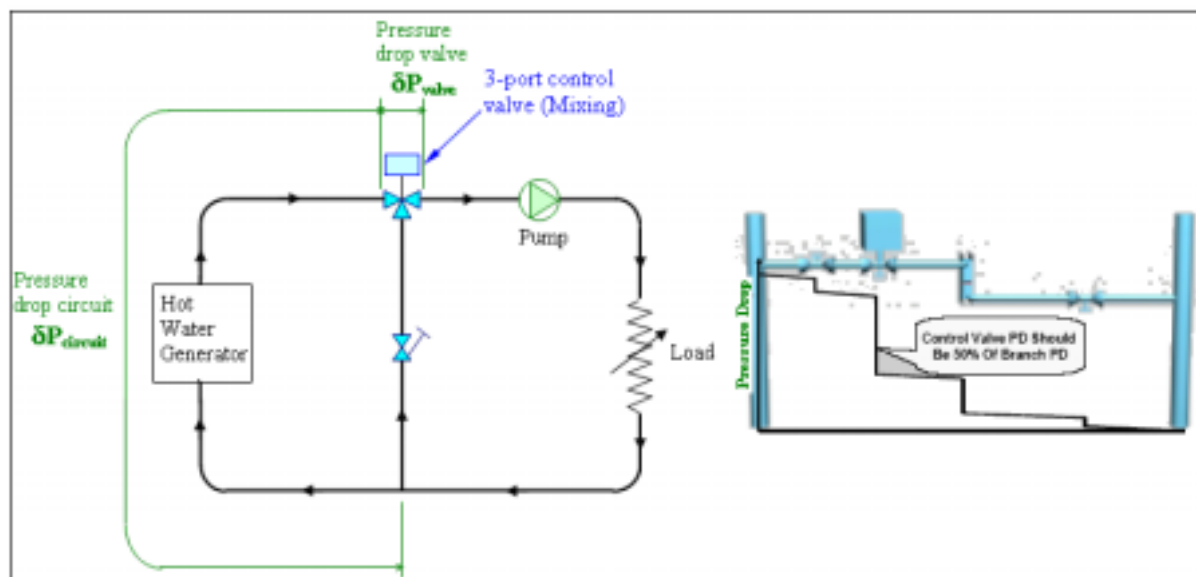 Pressure
drop valve
δPvalve
3-port control
valve (Mixing)
Pump
Pressure
drop circuit
δPcircuit
Hot
Water
Generator
Load
Pressure Drop
Control Valve PD Should
Be 50% Of Branch PD